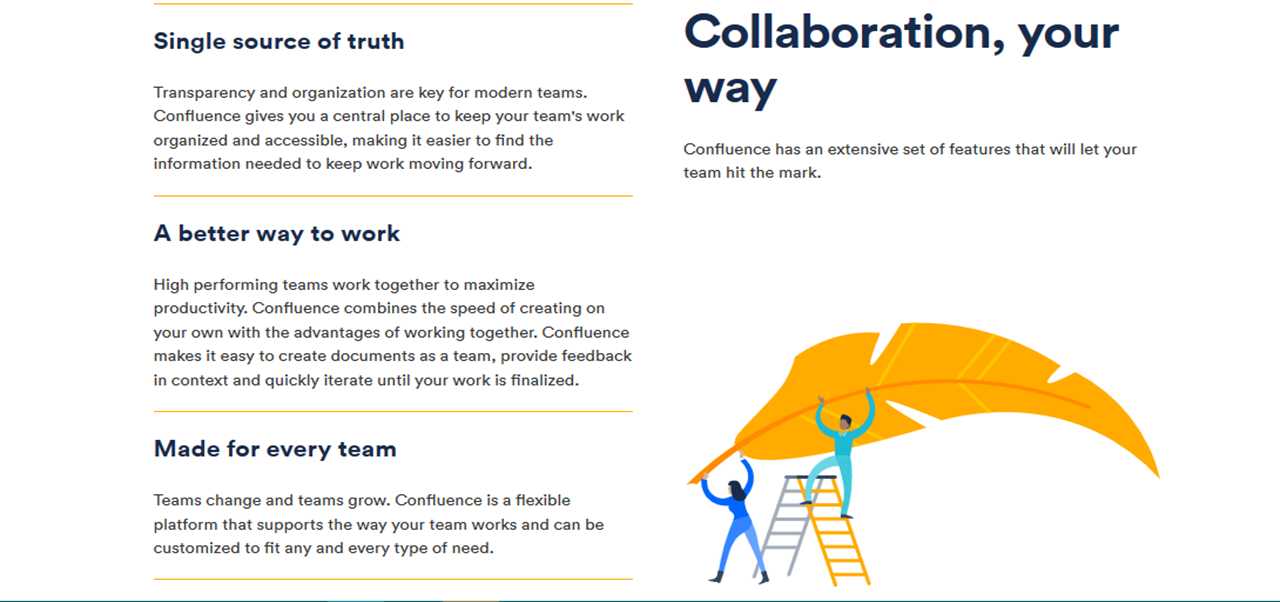 Single source of truth
Transparency and organization are key for modern teams.
Confluence gives you a central place to keep your team's work
organized and accessible, making it easier to find the
information needed to keep work moving forward.
A better way to work
High performing teams work together to maximize
productivity. Confluence combines the speed of creating on
your own with the advantages of working together. Confluence
makes it easy to create documents as a team, provide feedback
in context and quickly iterate until your work is finalized.
Made for every team
Teams change and teams grow. Confluence is a flexible
platform that supports the way your team works and can be
customized to fit any and every type of need.
Collaboration, your
way
Confluence has an extensive set of features that will let your
team hit the mark.